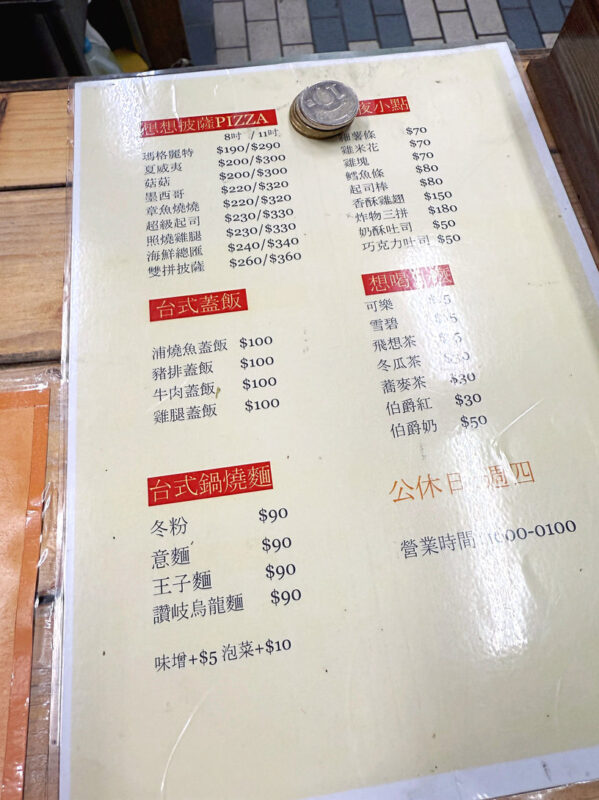 想想披薩PIZZA
8吋 / 11吋
瑪格麗特 $190/$290
夏威夷 $200/$300
菇菇 $200/$300
墨西哥 $220/$320
章魚燒燒 $220/$320
超級起司 $230/$330
照燒雞腿 $230/$330
海鮮總匯 $240/$340
雙拼披薩 $260/$360
台式蓋飯
浦燒魚蓋飯 $100
豬排蓋飯 $100
牛肉蓋飯 $100
雞腿蓋飯 $100
台式鍋燒麵
冬粉 $90
意麵 $90
王子麵 $90
讚岐烏龍麵 $90
味增+$5 泡菜+$10
夜小點
薯條 $70
雞米花 $70
雞塊 $70
鱈魚條 $80
起司棒 $80
香酥雞翅 $150
炸物三拼 $180
奶酥吐司 $50
巧克力吐司 $50
想喝
可樂
雪碧
飛想茶
冬瓜茶
蕎麥茶 $30
伯爵紅 $30
伯爵奶 $50
公休日 週四
營業時間 1000-0100